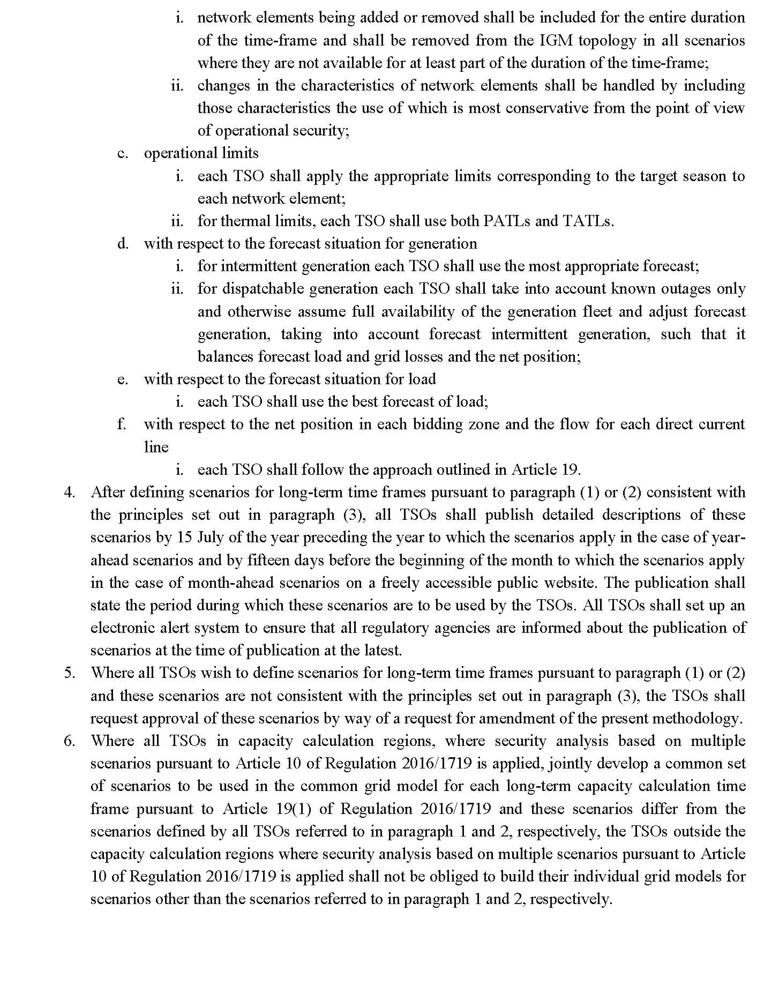 i. network elements being added or removed shall be included for the entire duration
of the time-frame and shall be removed from the IGM topology in all scenarios
where they are not available for at least part of the duration of the time-frame;
ii. changes in the characteristics of network elements shall be handled by including
those characteristics the use of which is most conservative from the point of view
of operational security;
c. operational limits
i. each TSO shall apply the appropriate limits corresponding to the target season to
each network element;
ii. for thermal limits, each TSO shall use both PATLs and TATLs.
d. with respect to the forecast situation for generation
i. for intermittent generation each TSO shall use the most appropriate forecast;
ii. for dispatchable generation each TSO shall take into account known outages only
and otherwise assume full availability of the generation fleet and adjust forecast
generation, taking into account forecast intermittent generation, such that it
balances forecast load and grid losses and the net position;
e. with respect to the forecast situation for load
i. each TSO shall use the best forecast of load;
f. with respect to the net position in each bidding zone and the flow for each direct current
line
i. each TSO shall follow the approach outlined in Article 19.
4. After defining scenarios for long-term time frames pursuant to paragraph (1) or (2) consistent with
the principles set out in paragraph (3), all TSOs shall publish detailed descriptions of these
scenarios by 15 July of the year preceding the year to which the scenarios apply in the case of year-
ahead scenarios and by fifteen days before the beginning of the month to which the scenarios apply
in the case of month-ahead scenarios on a freely accessible public website. The publication shall
state the period during which these scenarios are to be used by the TSOs. All TSOs shall set up an
electronic alert system to ensure that all regulatory agencies are informed about the publication of
scenarios at the time of publication at the latest.
5. Where all TSOs wish to define scenarios for long-term time frames pursuant to paragraph (1) or (2)
and these scenarios are not consistent with the principles set out in paragraph (3), the TSOs shall
request approval of these scenarios by way of a request for amendment of the present methodology.
6. Where all TSOs in capacity calculation regions, where security analysis based on multiple
scenarios pursuant to Article 10 of Regulation 2016/1719 is applied, jointly develop a common set
of scenarios to be used in the common grid model for each long-term capacity calculation time
frame pursuant to Article 19(1) of Regulation 2016/1719 and these scenarios differ from the
scenarios defined by all TSOs referred to in paragraph 1 and 2, respectively, the TSOs outside the
capacity calculation regions where security analysis based on multiple scenarios pursuant to Article
10 of Regulation 2016/1719 is applied shall not be obliged to build their individual grid models for
scenarios other than the scenarios referred to in paragraph 1 and 2, respectively.